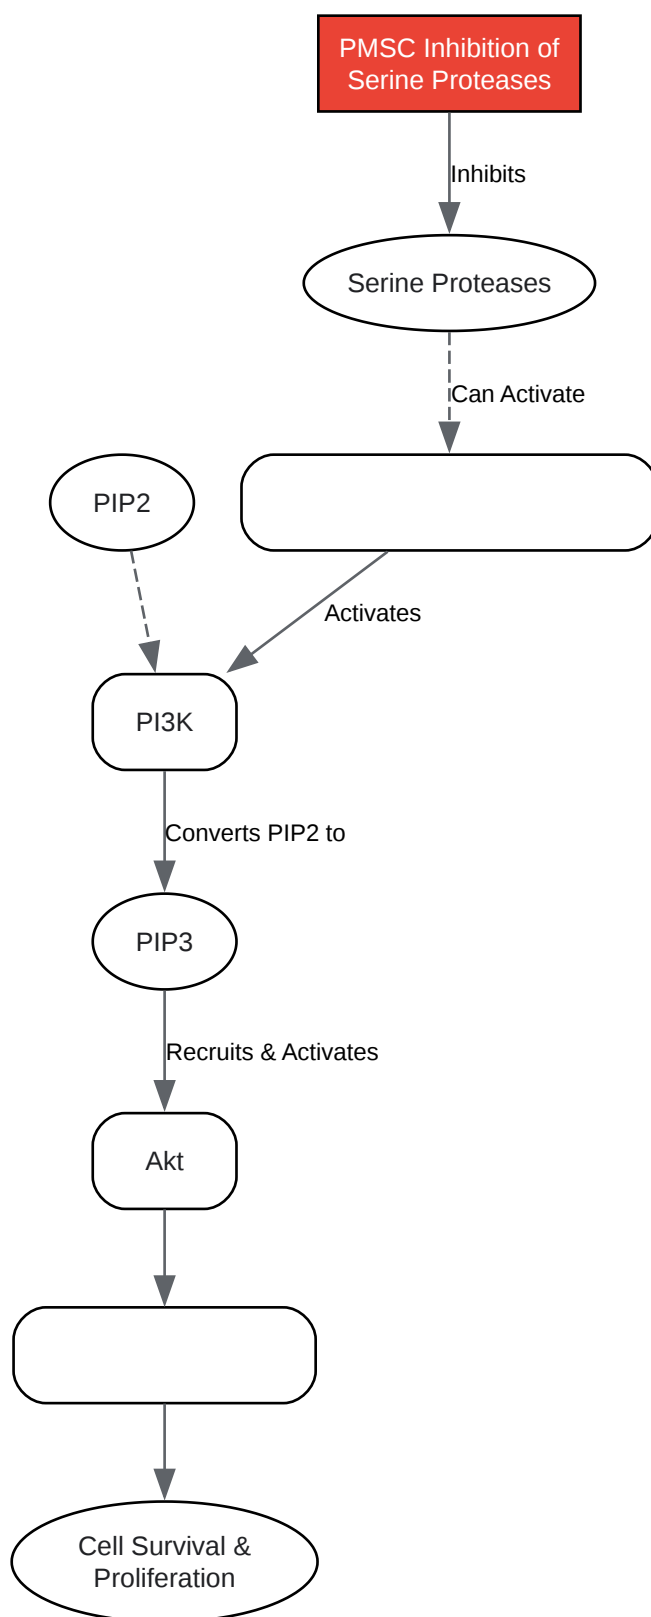 PMSC Inhibition of
Serine Proteases
Inhibits
Serine Proteases
Can Activate
PIP2
Activates
PI3K
Converts PIP2 to
PIP3
Recruits & Activates
Akt
Cell Survival &
Proliferation